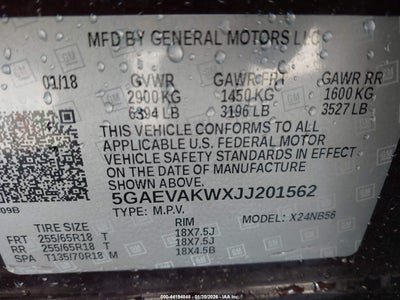 MFD BY GENERAL MOTORS LLC
01/18 GVWR GAWR FRT GAWR RR
2900 KG 1450 KG 1600 KG
6394 LB 3196 LB 3527 LB
THIS VEHICLE CONFORMS TO ALL
APPLICABLE U.S. FEDERAL MOTOR
VEHICLE SAFETY STANDARDS IN EFFECT
ON THE DATE OF MANUFACTURE
SHOWN ABOVE.
5GAEVAKWXJJ201562
TYPE: M.P.V. MODEL: X24NB56
TIRE SIZE RIM
FRT 255/65R18 T 18X7.5J
RR 255/65R18 T 18X7.5J
SPA T135/70R18 M 18X4.5B